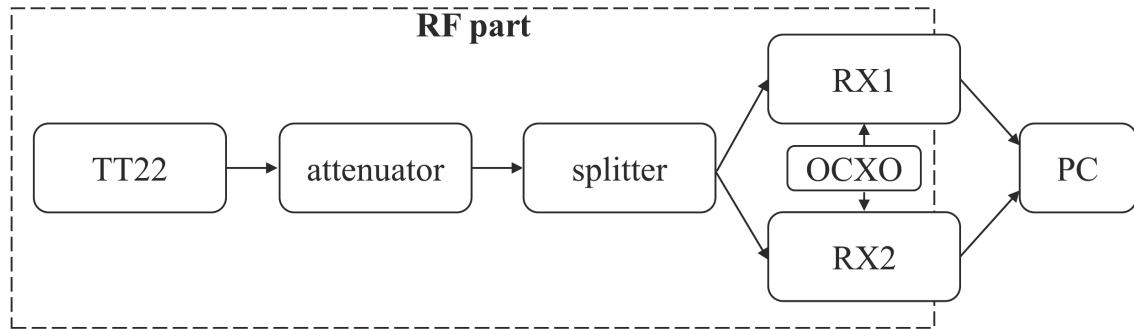 RF part
TT22
attenuator
splitter
RX1
OCXO
RX2
PC